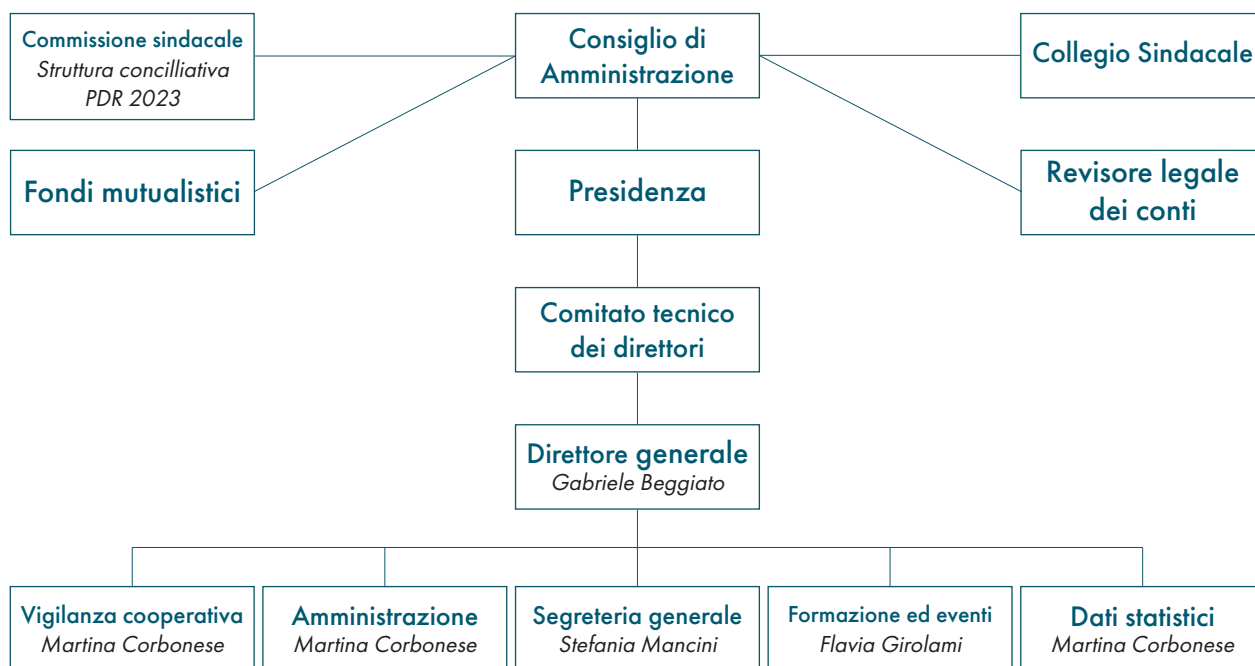 Commissione sindacale
Struttura concilliativa
PDR 2023
Consiglio di
Amministrazione
Collegio Sindacale
Fondi mutualistici
Presidenza
Revisore legale
dei conti
Comitato tecnico
dei direttori
Direttore generale
Gabriele Beggiato
Vigilanza cooperativa
Martina Corbonese
Amministrazione
Martina Corbonese
Segreteria generale
Stefania Mancini
Formazione ed eventi
Flavia Girolami
Dati statistici
Martina Corbonese